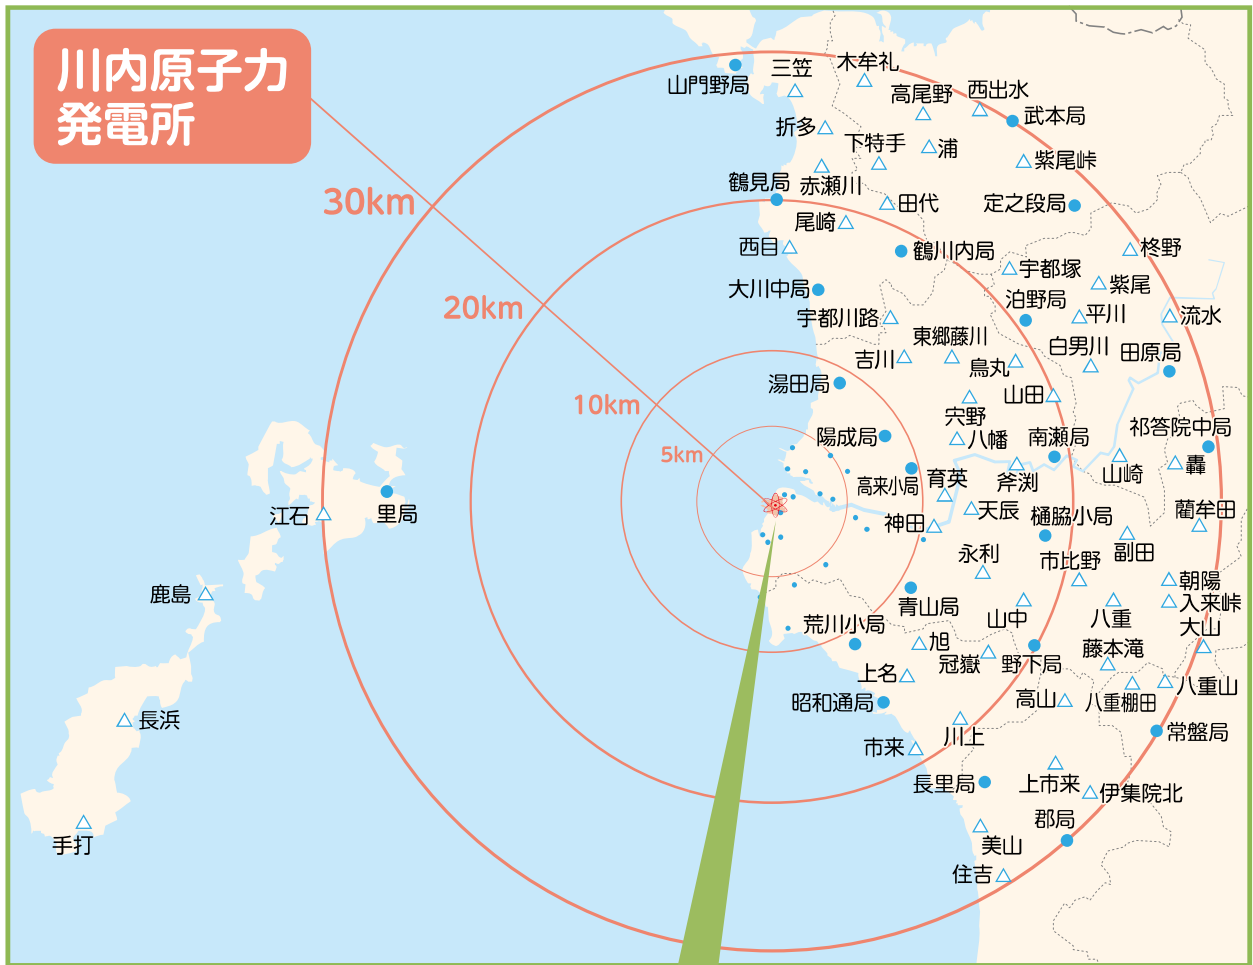 川内原子力
発電所
30km
20km
10km
5km
山門野局
三笠
木牟礼
高尾野
西出水
武本局
折多
下特手
浦
紫尾峠
鶴見局
赤瀬川
田代
定之段局
尾崎
西目
鶴川内局
柊野
宇都塚
紫尾
大川中局
泊野局
宇都川路
平川
流水
東郷藤川
白男川
田原局
吉川
鳥丸
湯田局
山田
宍野
陽成局
八幡
南瀬局
祁答院中局
高来小局
育英
斧渕
山崎
轟
江石
里局
神田
天辰
樋脇小局
藺牟田
副田
永利
市比野
鹿島
朝陽
青山局
山中
八重
入来峠
荒川小局
旭
大山
冠嶽
野下局
藤本滝
上名
高山
八重棚田
八重山
昭和通局
長浜
川上
常盤局
市来
長里局
上市来
伊集院北
手打
郡局
美山
住吉